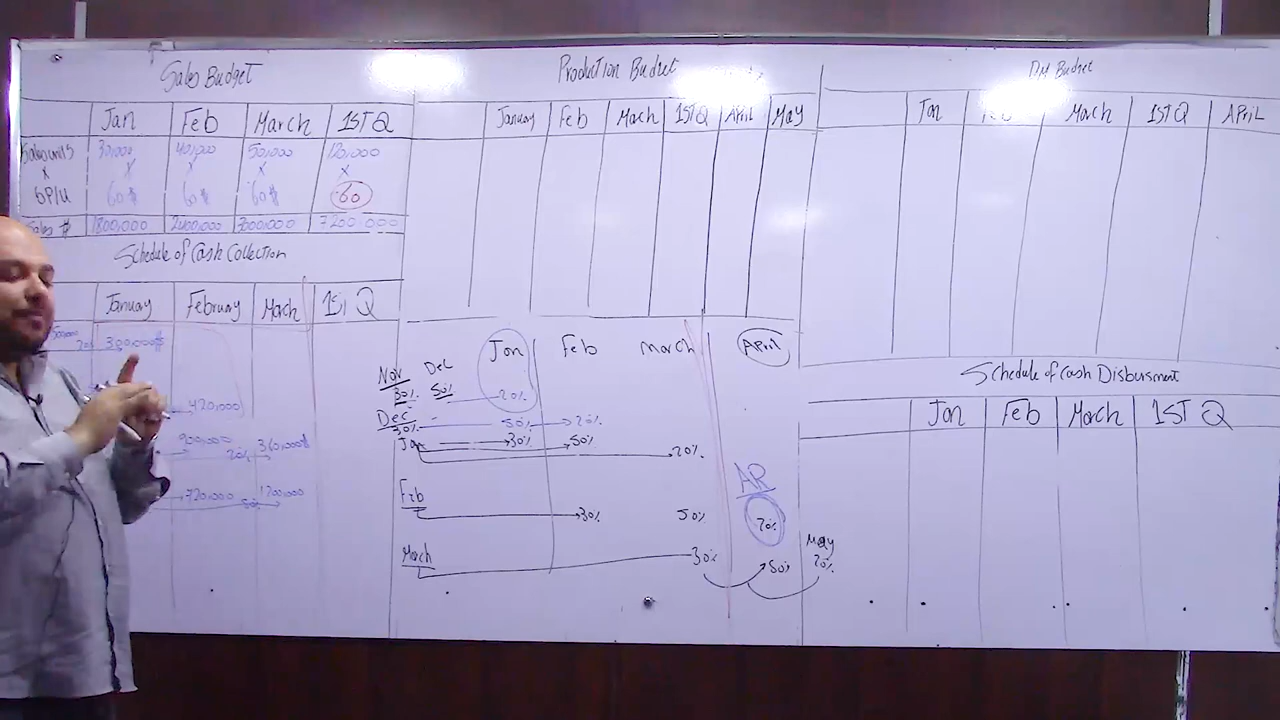 Sales Budget
Jan Feb March 1ST Q
Sales units 30,000 40,000 50,000 120,000
x x x x
SP/U 60$ 60$ 60$ 60
Sales $ 1800,000 2400,000 3000,000 7200,000
Schedule of Cash Collection
January February March 1st Q
300,000$
420,000
900,000 20% 360,000$
720,000 50% 1200,000
Production Budget
January Feb March 1ST Q April May
Nov Dec Jan Feb March April
30% 50% 20%
Dec
30% 50% 20%
Jan 30% 50%
20%
Feb 30% 50% 20%
AR
March 30% 50%
May
20%
DM Budget
Jan March 1ST Q APRIL
Schedule of Cash Disbursment
Jan Feb March 1ST Q